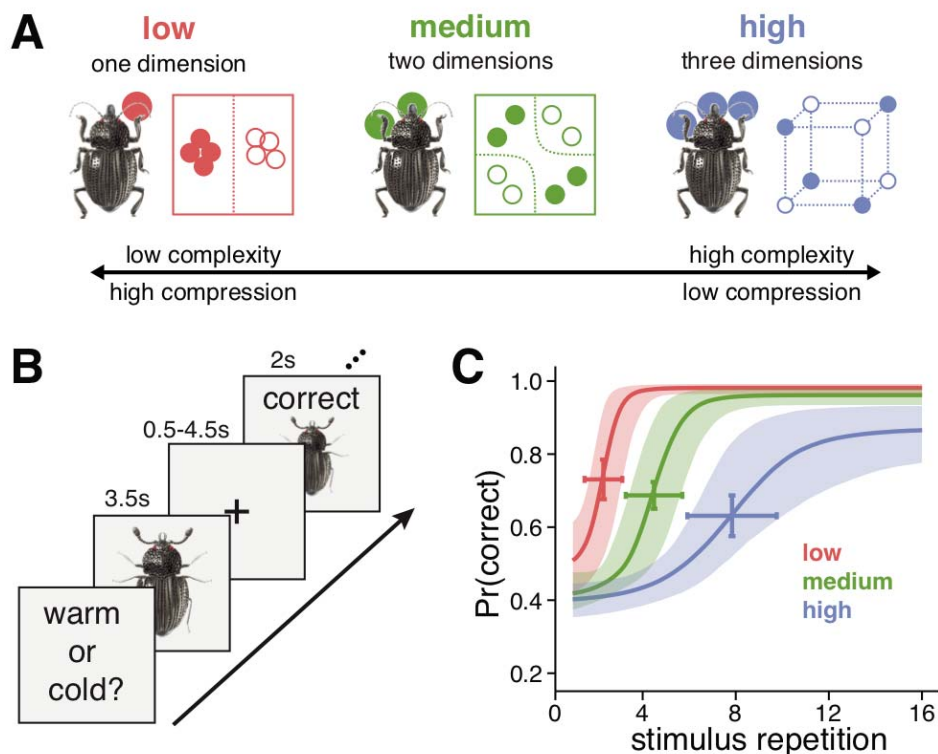 A
low
one dimension
medium
two dimensions
high
three dimensions
low complexity
high compression
high complexity
low compression
B
warm
or
cold?
3.5s
0.5-4.5s
2s
correct
C
Pr(correct)
1.0
0.8
0.6
0.4
0.2
0 4 8 12 16
stimulus repetition
low
medium
high